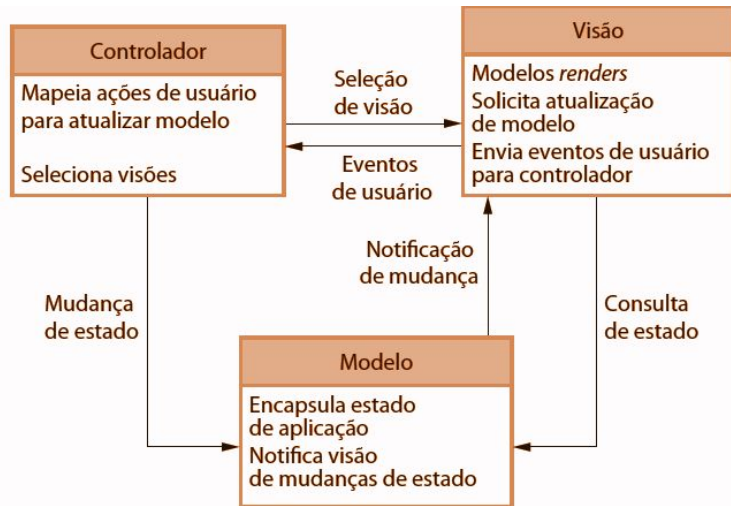 Controlador
Mapeia ações de usuário
para atualizar modelo
Seleciona visões
Seleção
de visão
Eventos
de usuário
Visão
Modelos renders
Solicita atualização
de modelo
Envia eventos de usuário
para controlador
Mudança
de estado
Notificação
de mudança
Consulta
de estado
Modelo
Encapsula estado
de aplicação
Notifica visão
de mudanças de estado